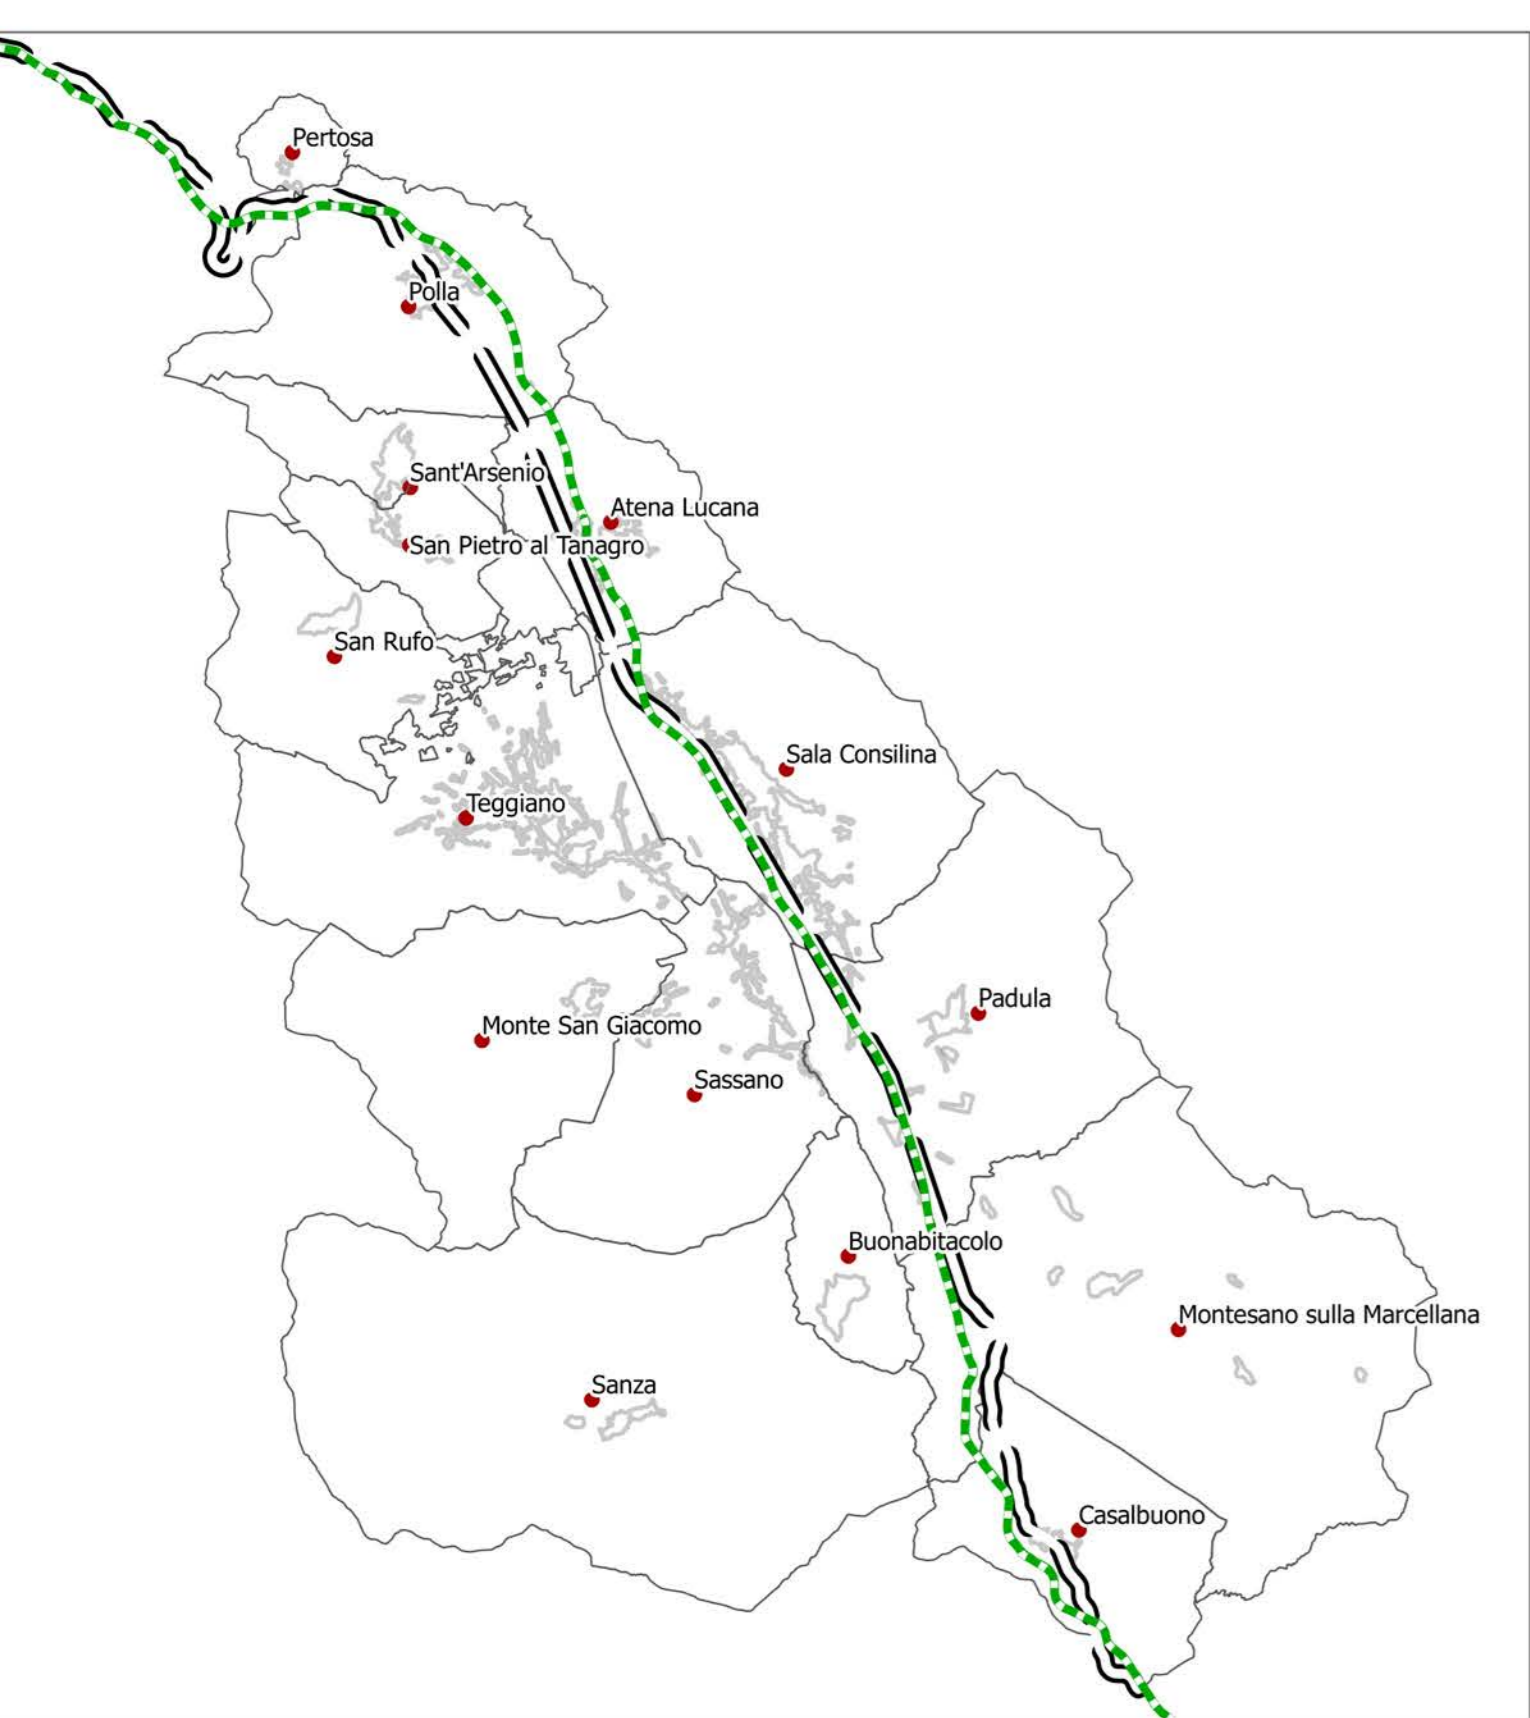 Pertosa
Polla
Sant'Arsenio
Atena Lucana
San Pietro al Tanagro
San Rufo
Sala Consilina
Teggiano
Padula
Monte San Giacomo
Sassano
Buonabitacolo
Montesano sulla Marcellana
Sanza
Casalbuono